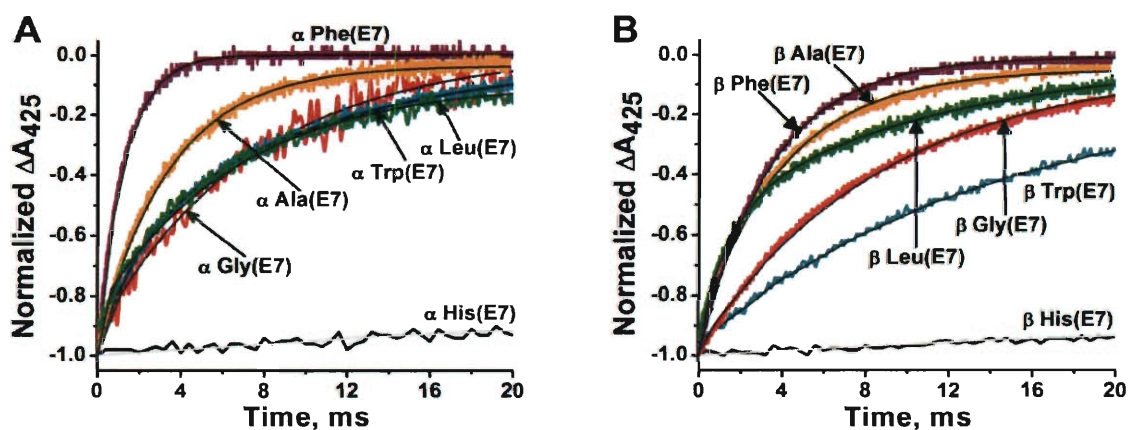 A
α Phe(E7)
0.0
-0.2
-0.4
-0.6
-0.8
-1.0
Normalized ΔA425
α Leu(E7)
α Trp(E7)
α Ala(E7)
α Gly(E7)
α His(E7)
0 4 8 12 16 20
Time, ms
B
β Ala(E7)
β Phe(E7)
0.0
-0.2
-0.4
-0.6
-0.8
-1.0
Normalized ΔA425
β Trp(E7)
β Gly(E7)
β Leu(E7)
β His(E7)
0 4 8 12 16 20
Time, ms